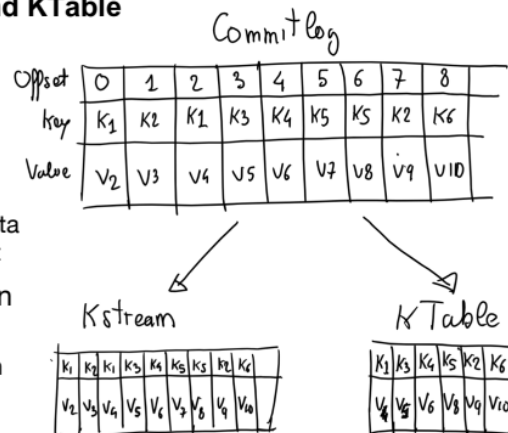 nd KTable
Commitlog
Offset 0 1 2 3 4 5 6 7 8
Key K1 K2 K1 K3 K4 K5 K5 K2 K6
Value V2 V3 V4 V5 V6 V7 V8 V9 V10
ta
n
Kstream
KTable
K1 K2 K1 K3 K4 K5 K5 K2 K6
K1 K3 K4 K5 K2 K6
V2 V3 V4 V5 V6 V7 V8 V9 V10
V4 V5 V6 V8 V9 V10